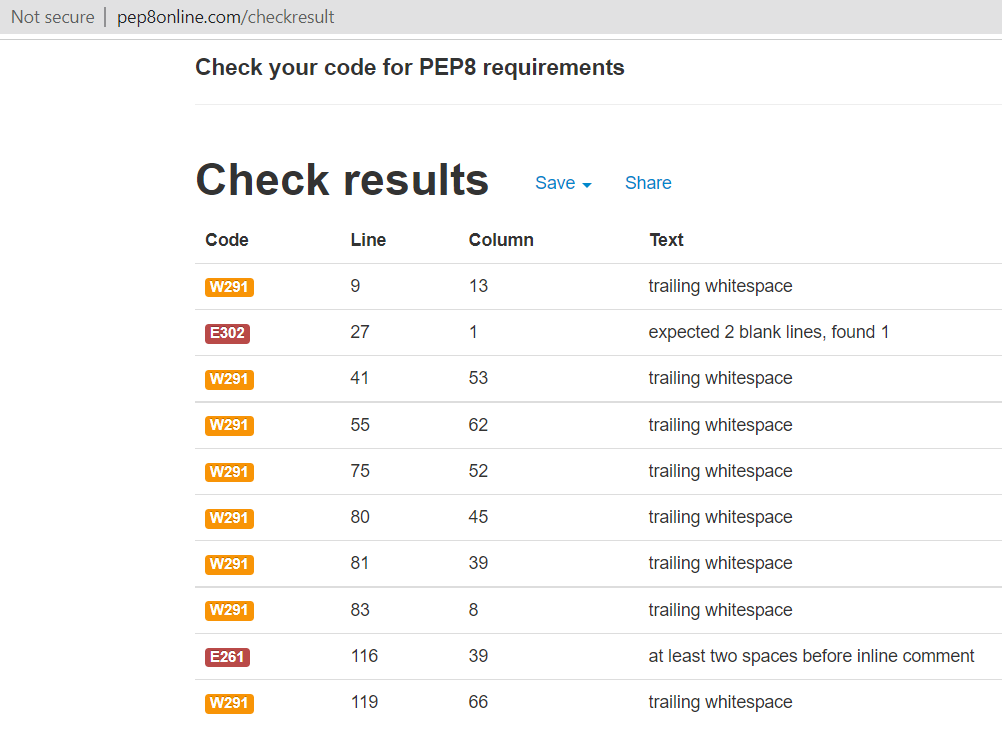 Not secure | pep8online.com/checkresult
Check your code for PEP8 requirements
Check results Save Share
Code Line Column Text
W291 9 13 trailing whitespace
E302 27 1 expected 2 blank lines, found 1
W291 41 53 trailing whitespace
W291 55 62 trailing whitespace
W291 75 52 trailing whitespace
W291 80 45 trailing whitespace
W291 81 39 trailing whitespace
W291 83 8 trailing whitespace
E261 116 39 at least two spaces before inline comment
W291 119 66 trailing whitespace